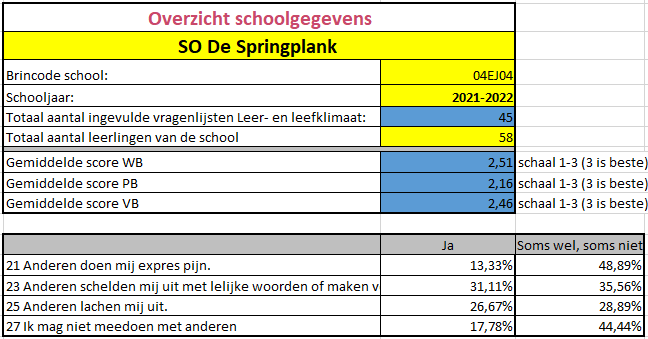 Overzicht schoolgegevens
SO De Springplank
Brincode school: 04EJ04
Schooljaar: 2021-2022
Totaal aantal ingevulde vragenlijsten Leer- en leefklimaat: 45
Totaal aantal leerlingen van de school 58
Gemiddelde score WB 2,51 schaal 1-3 (3 is beste)
Gemiddelde score PB 2,16 schaal 1-3 (3 is beste)
Gemiddelde score VB 2,46 schaal 1-3 (3 is beste)
Ja Soms wel, soms niet
21 Anderen doen mij expres pijn. 13,33% 48,89%
23 Anderen schelden mij uit met lelijke woorden of maken v 31,11% 35,56%
25 Anderen lachen mij uit. 26,67% 28,89%
27 Ik mag niet meedoen met anderen 17,78% 44,44%